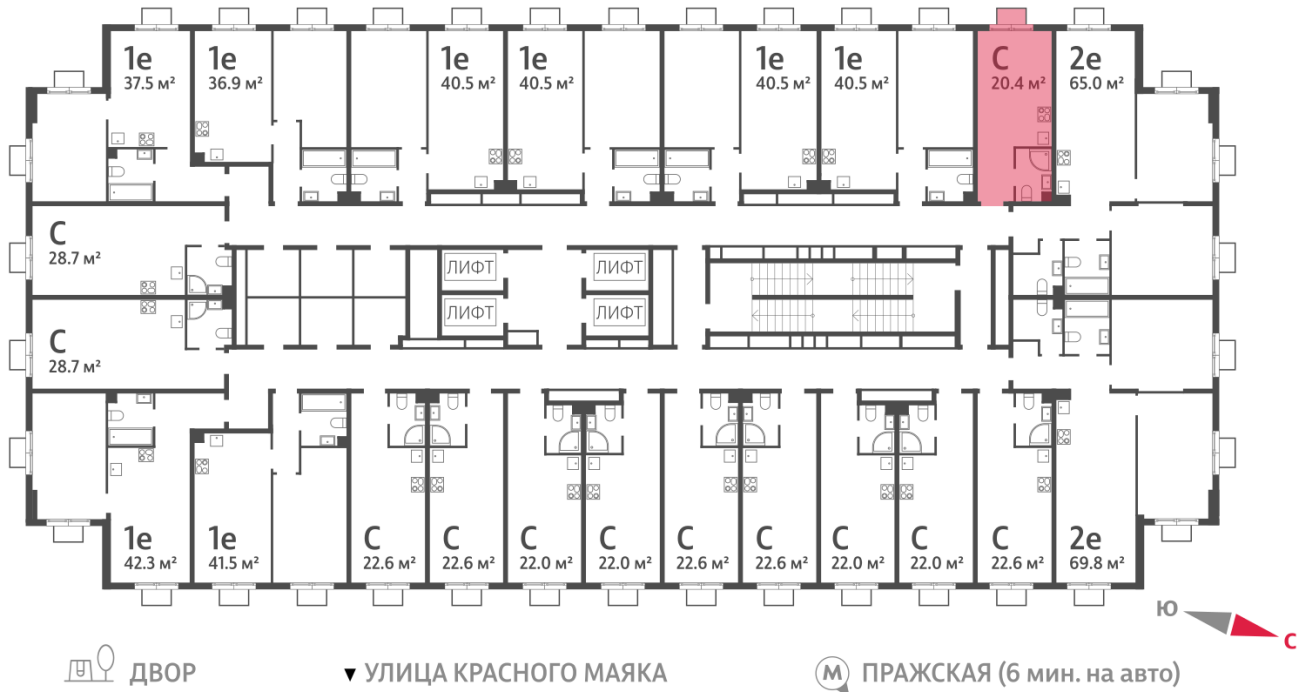 1е
37.5 м²
1е
36.9 м²
1е
40.5 м²
1е
40.5 м²
1е
40.5 м²
1е
40.5 м²
С
20.4 м²
2е
65.0 м²
С
28.7 м²
ЛИФТ
ЛИФТ
ЛИФТ
ЛИФТ
С
28.7 м²
1е
42.3 м²
1е
41.5 м²
С
22.6 м²
С
22.6 м²
С
22.0 м²
С
22.0 м²
С
22.6 м²
С
22.6 м²
С
22.0 м²
С
22.0 м²
С
22.6 м²
2е
69.8 м²
Ю
С
ДВОР
УЛИЦА КРАСНОГО МАЯКА
М ПРАЖСКАЯ (6 мин. на авто)